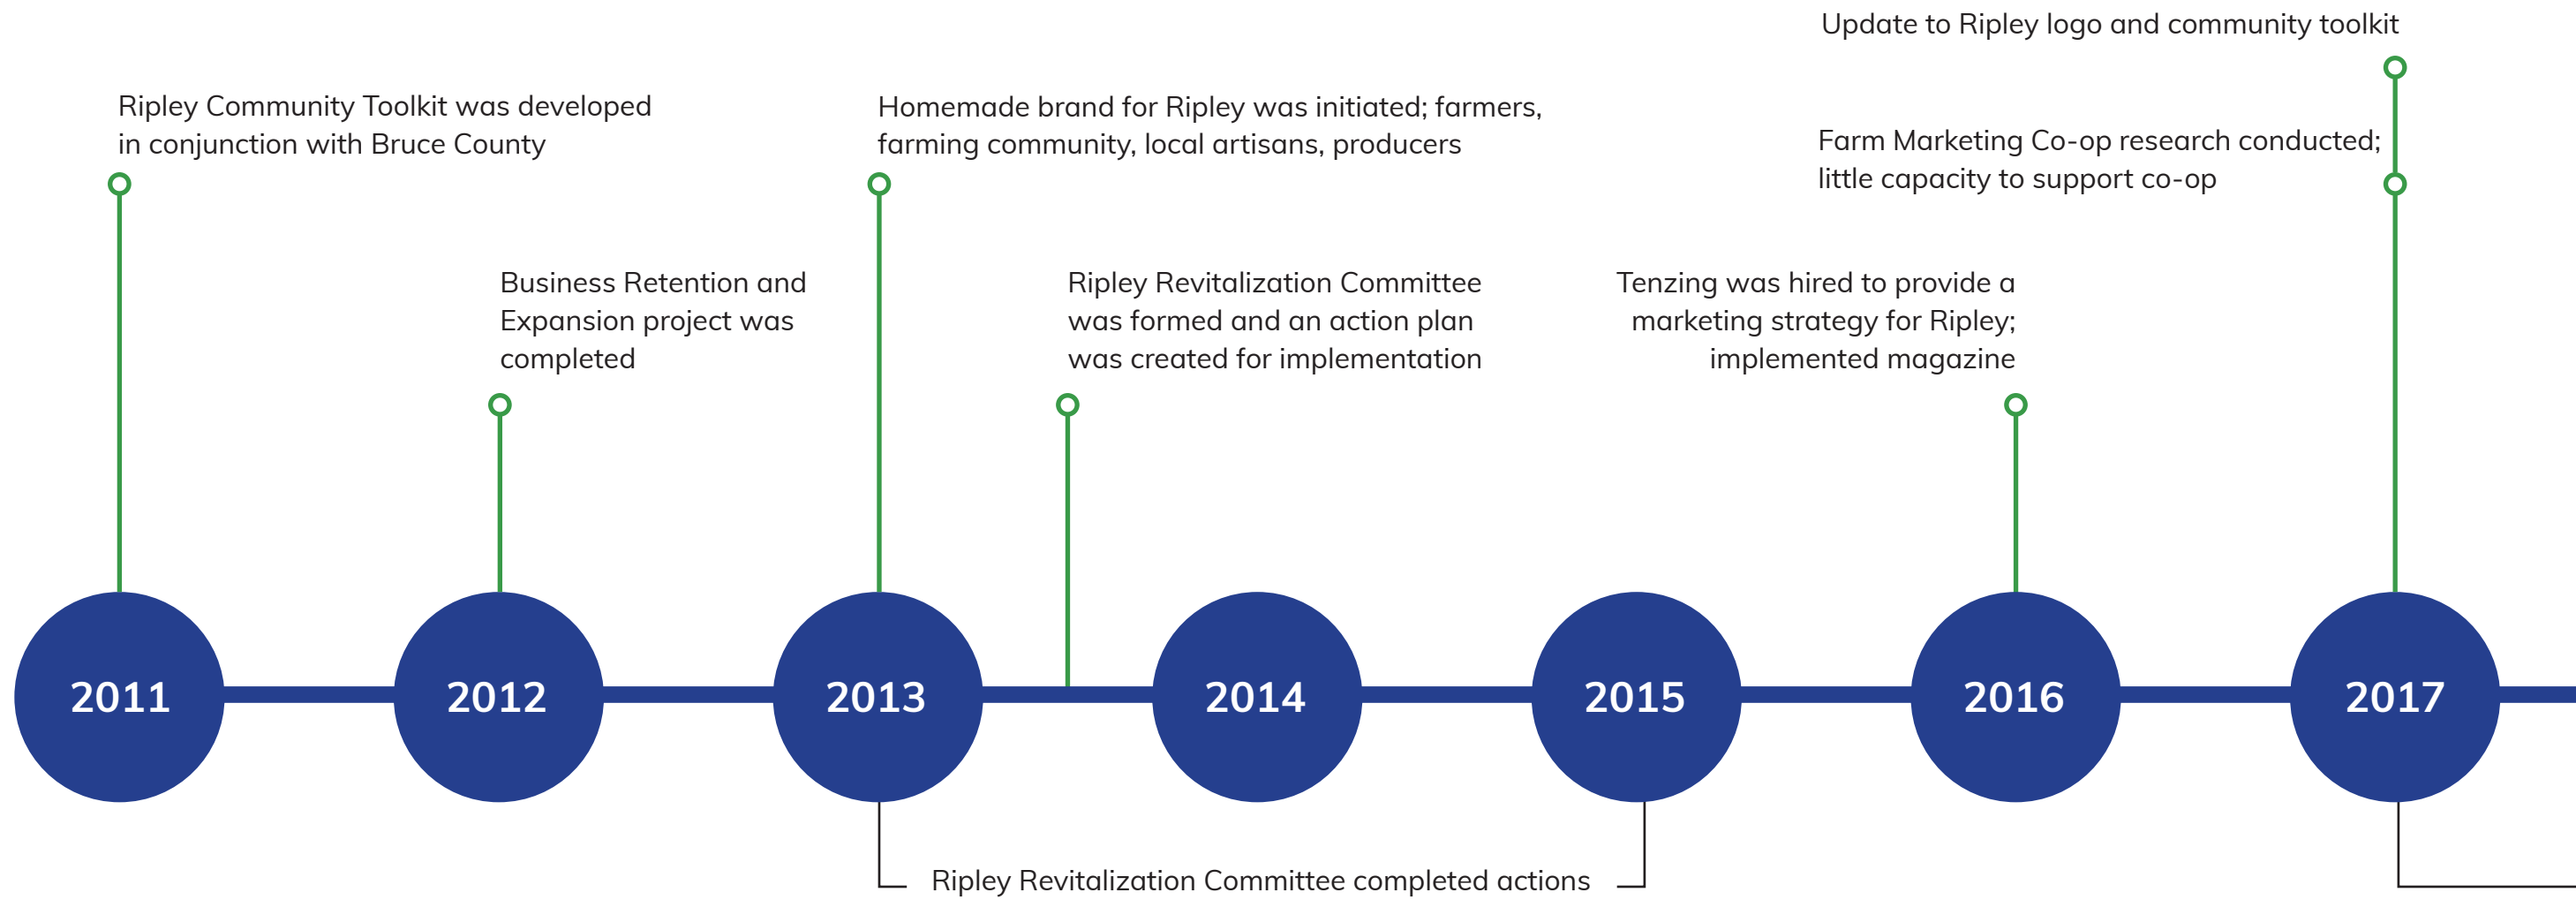 Update to Ripley logo and community toolkit
Ripley Community Toolkit was developed
in conjunction with Bruce County
Homemade brand for Ripley was initiated; farmers,
farming community, local artisans, producers
Farm Marketing Co-op research conducted;
little capacity to support co-op
Business Retention and
Expansion project was
completed
Ripley Revitalization Committee
was formed and an action plan
was created for implementation
Tenzing was hired to provide a
marketing strategy for Ripley;
implemented magazine
2011
2012
2013
2014
2015
2016
2017
Ripley Revitalization Committee completed actions